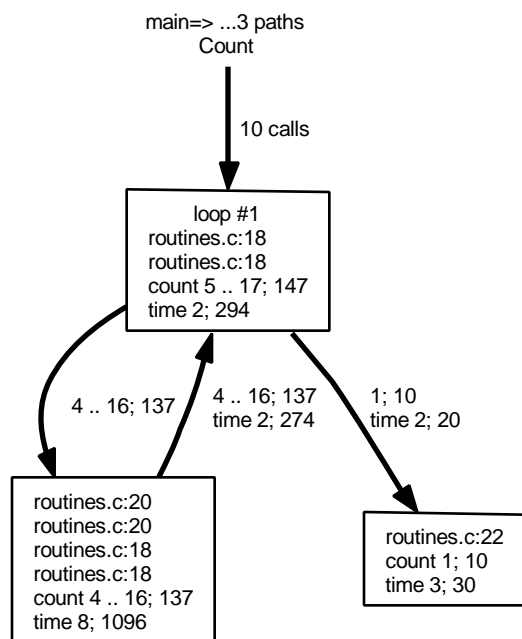 main=> ...3 paths
Count
10 calls
loop #1
routines.c:18
routines.c:18
count 5 .. 17; 147
time 2; 294
4 .. 16; 137
4 .. 16; 137
time 2; 274
1; 10
time 2; 20
routines.c:20
routines.c:20
routines.c:18
routines.c:18
count 4 .. 16; 137
time 8; 1096
routines.c:22
count 1; 10
time 3; 30